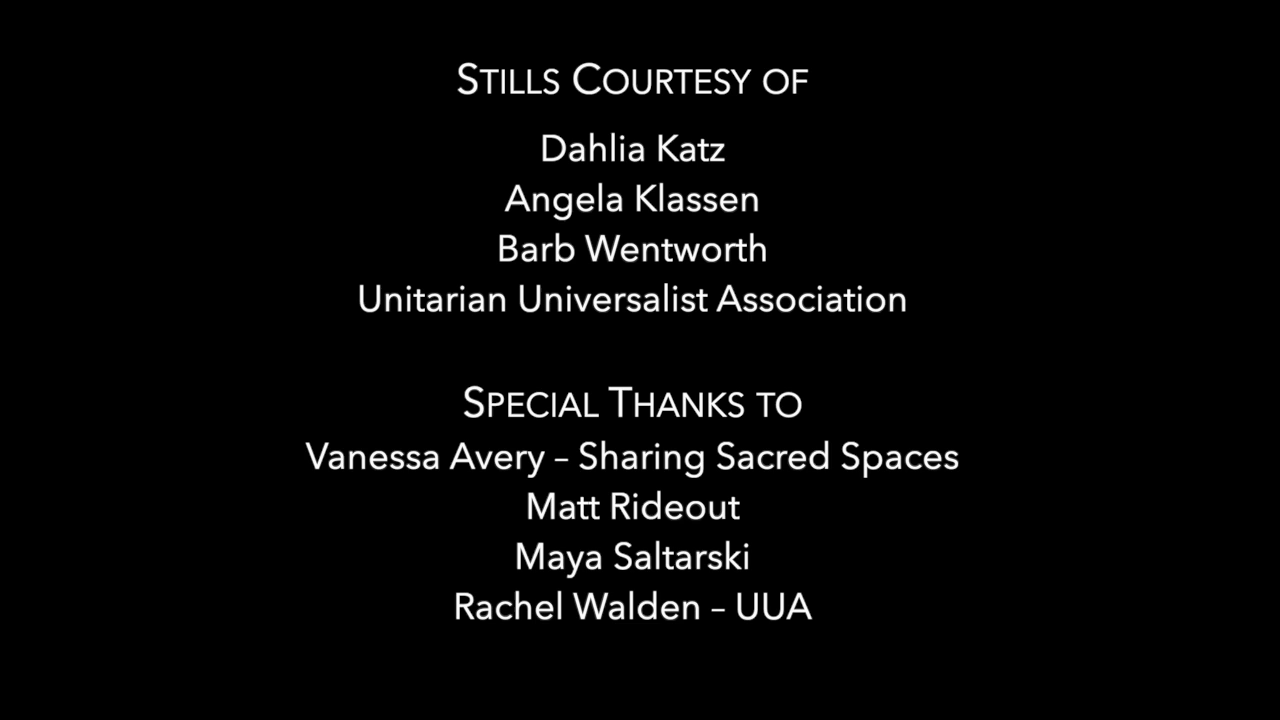 Stills Courtesy of
Dahlia Katz
Angela Klassen
Barb Wentworth
Unitarian Universalist Association
Special Thanks to
Vanessa Avery – Sharing Sacred Spaces
Matt Rideout
Maya Saltarski
Rachel Walden – UUA